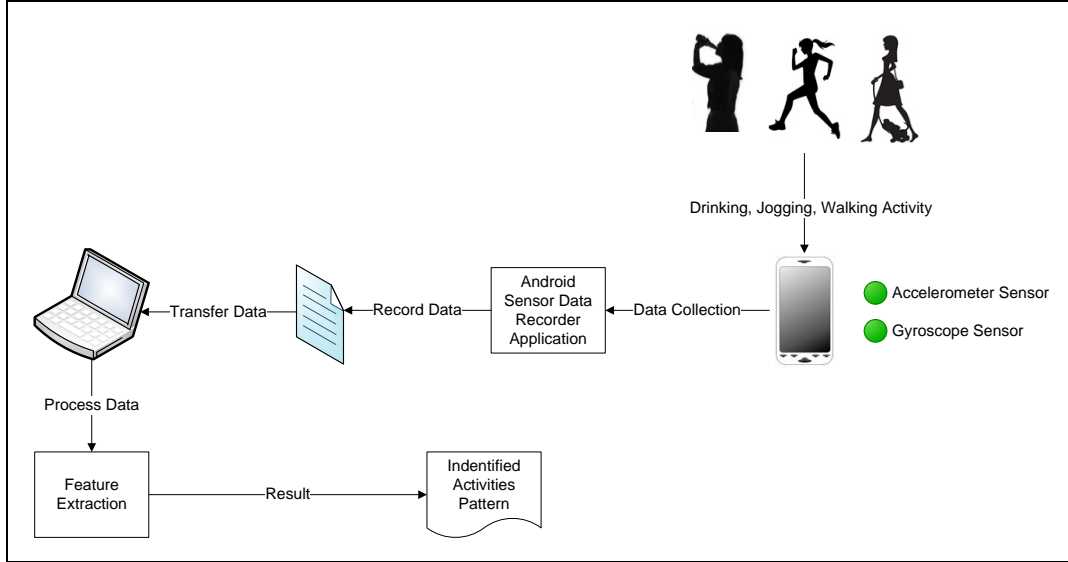 Drinking, Jogging, Walking Activity
Accelerometer Sensor
Gyroscope Sensor
Data Collection
Android
Sensor Data
Recorder
Application
Record Data
Transfer Data
Process Data
Feature
Extraction
Result
Indentified
Activities
Pattern